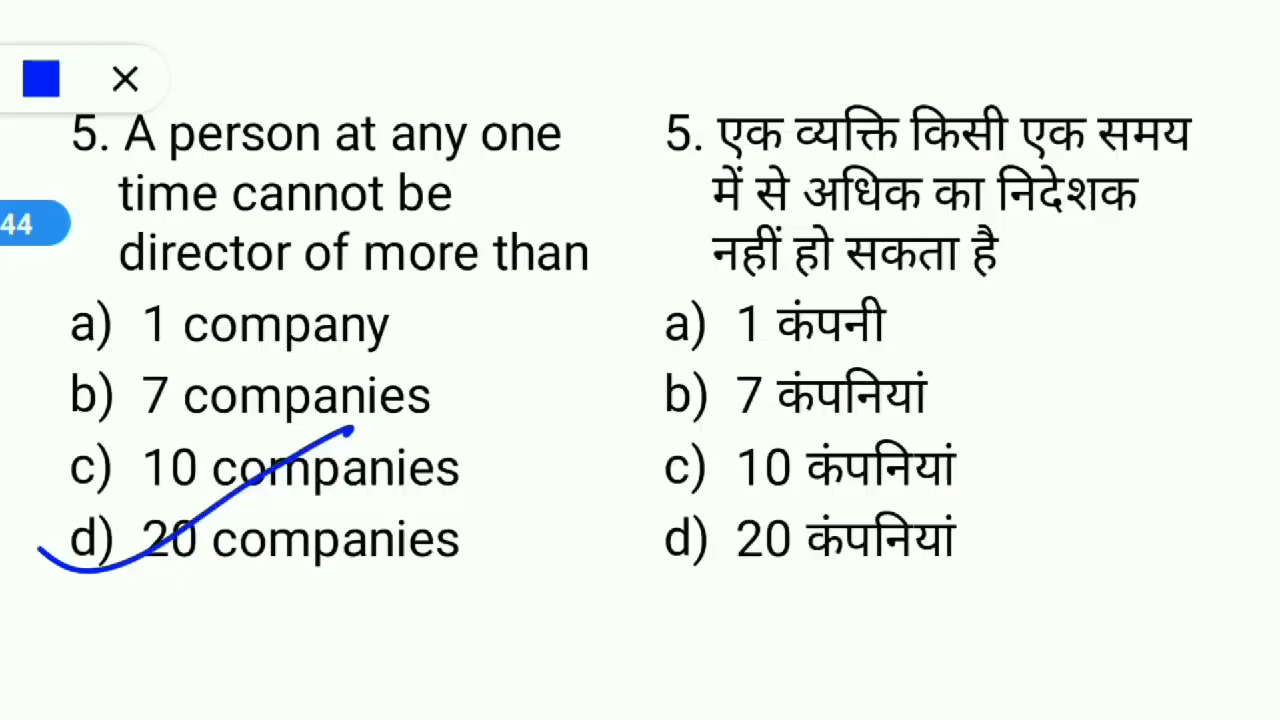 44
5. A person at any one
time cannot be
director of more than
a) 1 company
b) 7 companies
c) 10 companies
d) 20 companies
5. एक व्यक्ति किसी एक समय
में से अधिक का निदेशक
नहीं हो सकता है
a) 1 कंपनी
b) 7 कंपनियां
c) 10 कंपनियां
d) 20 कंपनियां